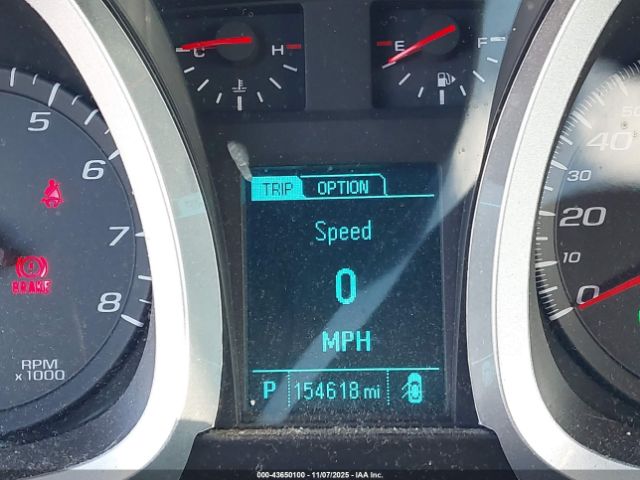 C H
E F
5
6
7
8
BRAKE
RPM
x 1000
TRIP OPTION
Speed
0
MPH
P 154618 mi
40
30
20
10
0
000-43650100 - 11/07/2025 - IAA Inc.